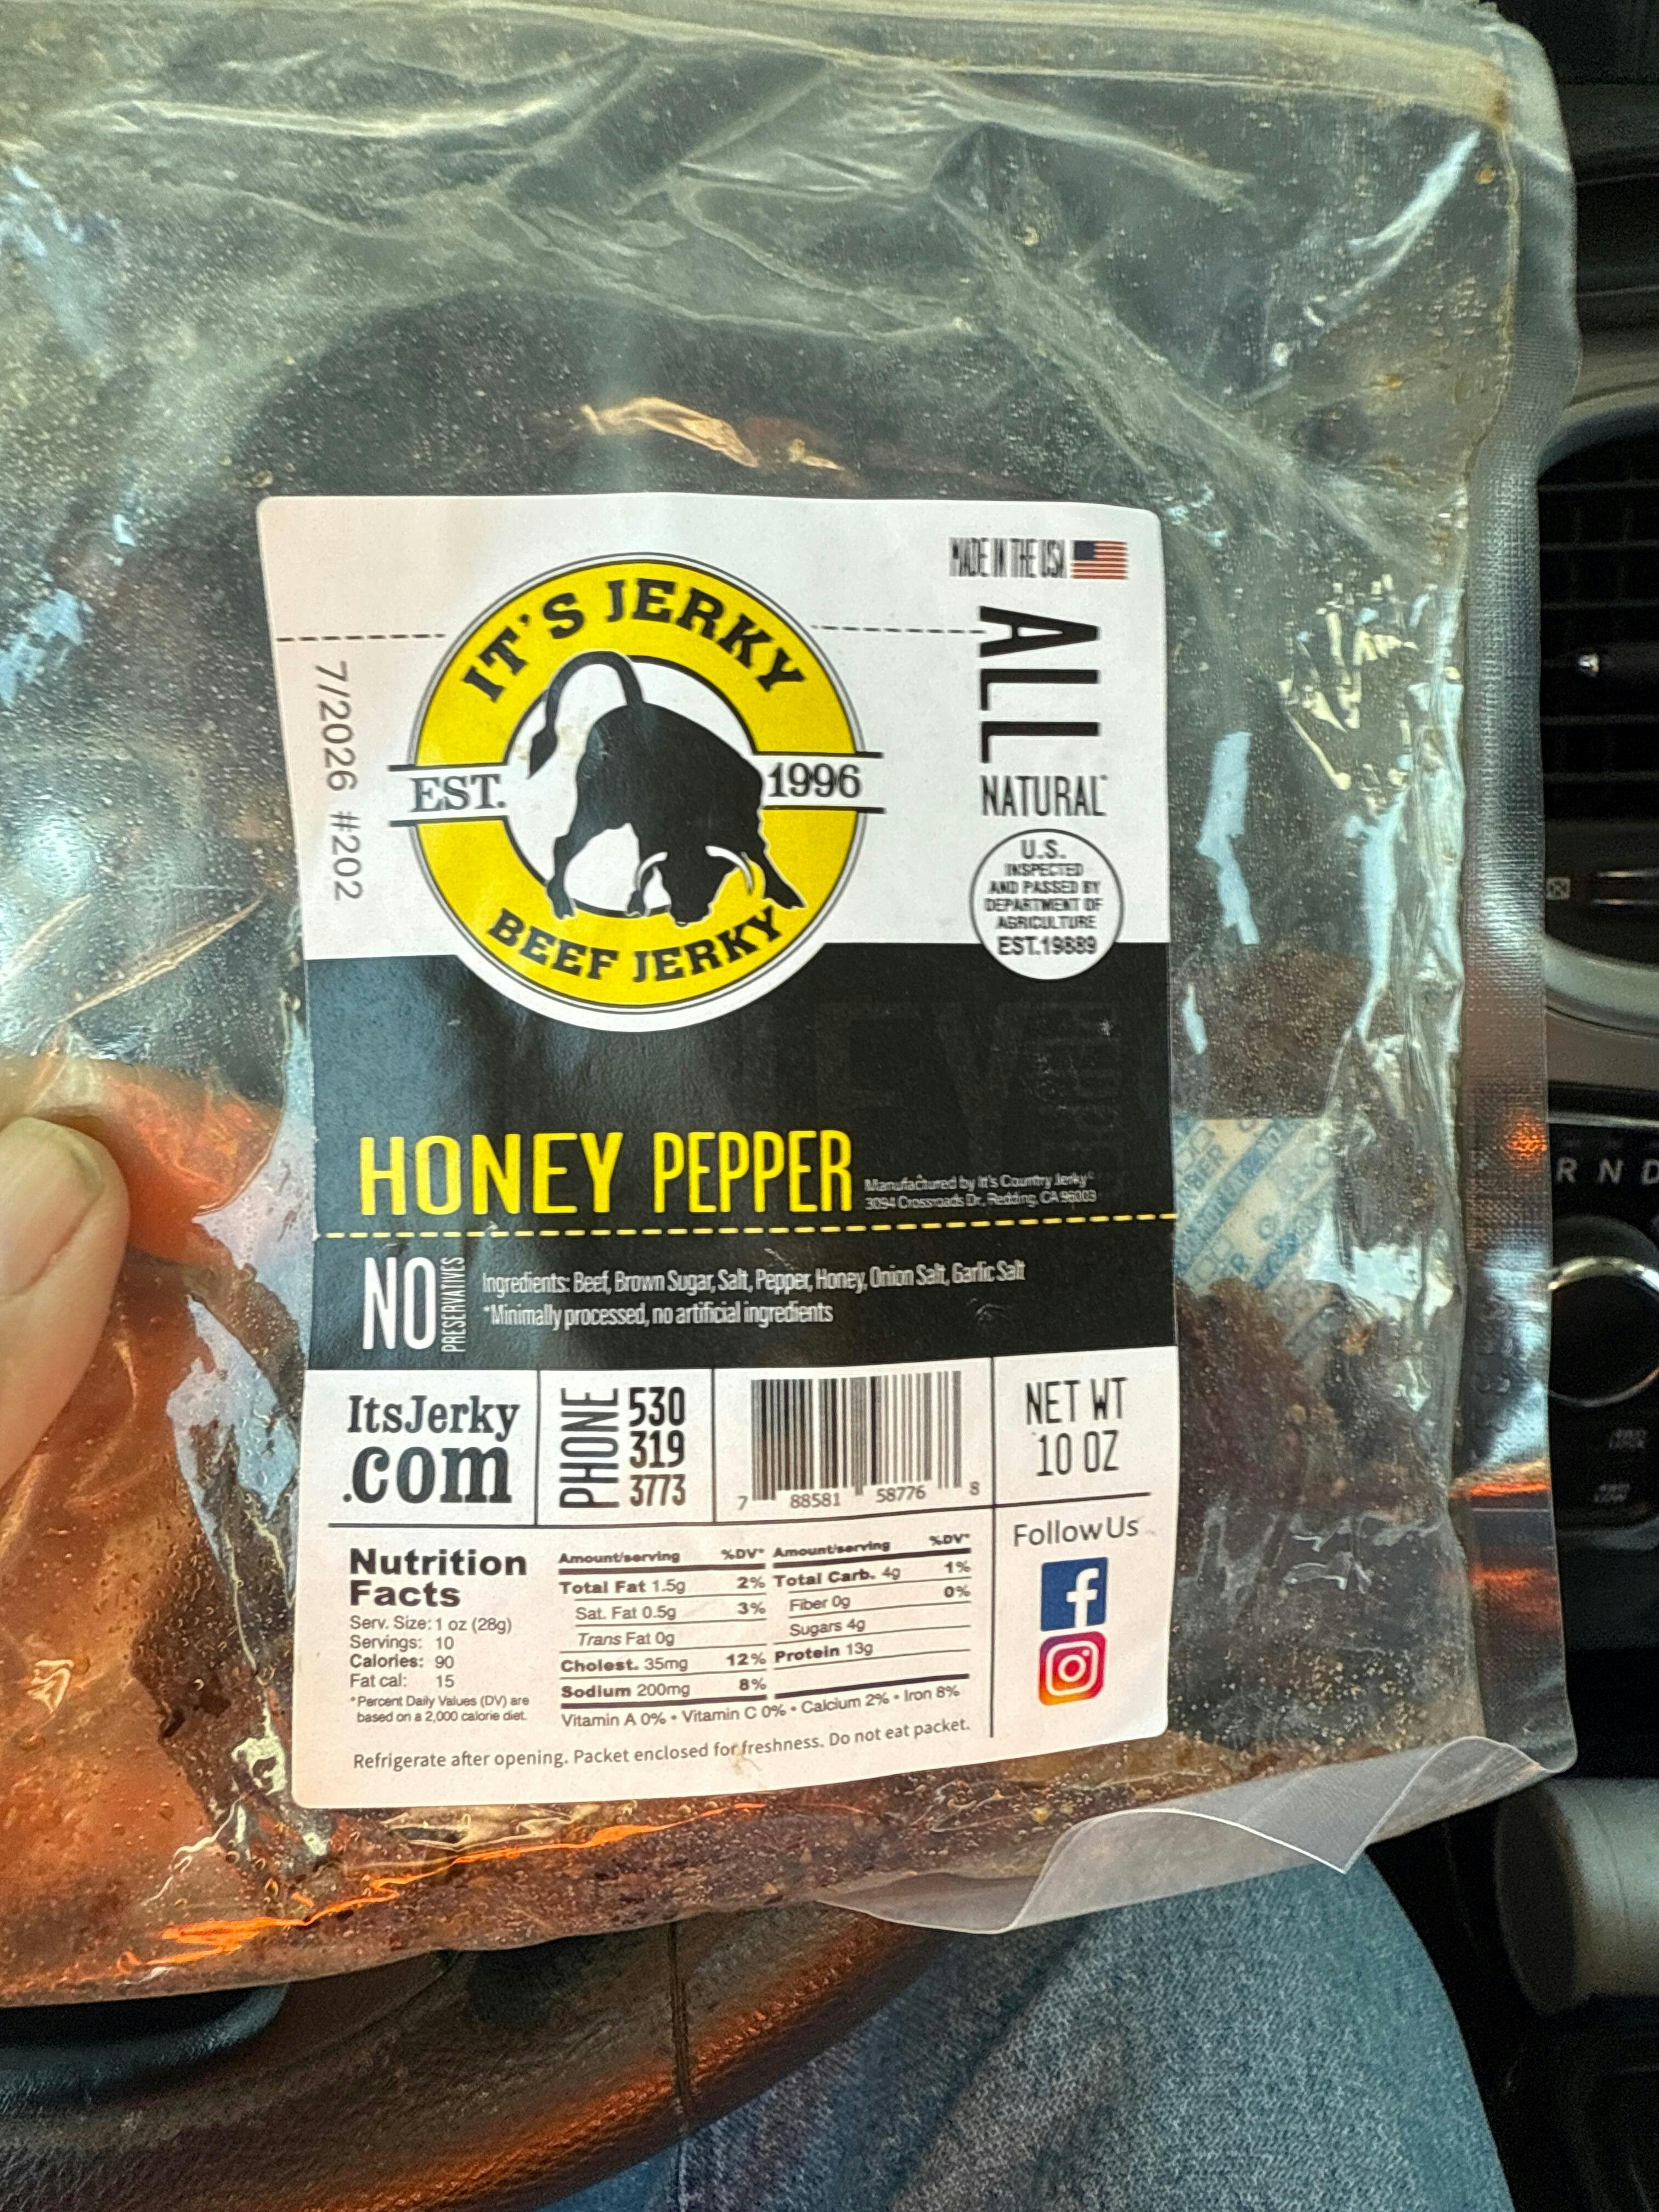 MADE IN THE USA
IT'S JERKY
EST. 1996
BEEF JERKY
7/2026 #202
ALL
NATURAL*
U.S.
INSPECTED
AND PASSED BY
DEPARTMENT OF
AGRICULTURE
EST.19889
HONEY PEPPER
Manufactured by It's Country Jerky
3094 Crossroads Dr., Redding, CA 96003
NO
PRESERVATIVES
Ingredients: Beef, Brown Sugar, Salt, Pepper, Honey, Onion Salt, Garlic Salt
*Minimally processed, no artificial ingredients
ItsJerky
.com
PHONE
530
319
3773
7 88581 58776 8
NET WT
10 OZ
Nutrition
Facts
Serv. Size: 1 oz (28g)
Servings: 10
Calories: 90
Fat cal: 15
*Percent Daily Values (DV) are
based on a 2,000 calorie diet.
Amount/serving %DV*
Total Fat 1.5g 2%
Sat. Fat 0.5g 3%
Trans Fat 0g
Cholest. 35mg 12%
Sodium 200mg 8%
Amount/serving %DV*
Total Carb. 4g 1%
Fiber 0g 0%
Sugars 4g
Protein 13g
Vitamin A 0% • Vitamin C 0% • Calcium 2% • Iron 8%
Refrigerate after opening. Packet enclosed for freshness. Do not eat packet.
Follow Us
R N D